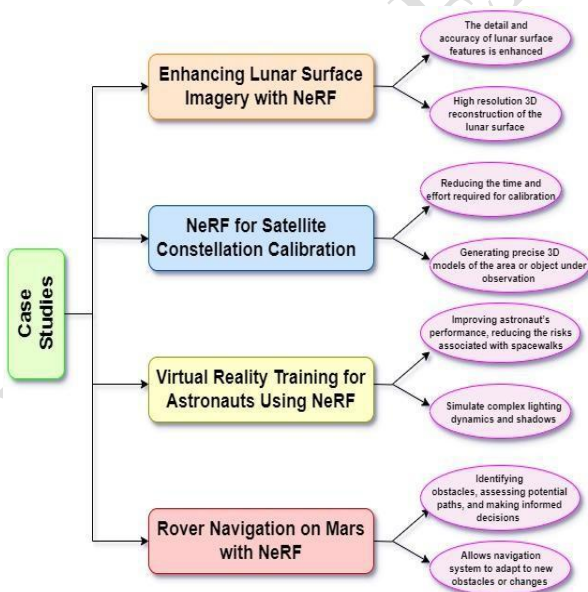 Case
Studies
Enhancing Lunar Surface
Imagery with NeRF
The detail and
accuracy of lunar surface
features is enhanced
High resolution 3D
reconstruction of the
lunar surface
NeRF for Satellite
Constellation Calibration
Reducing the time and
effort required for calibration
Generating precise 3D
models of the area or object under
observation
Virtual Reality Training for
Astronauts Using NeRF
Improving astronaut's
performance, reducing the risks
associated with spacewalks
Simulate complex lighting
dynamics and shadows
Rover Navigation on Mars
with NeRF
Identifying
obstacles, assessing potential
paths, and making informed
decisions
Allows navigation
system to adapt to new
obstacles or changes